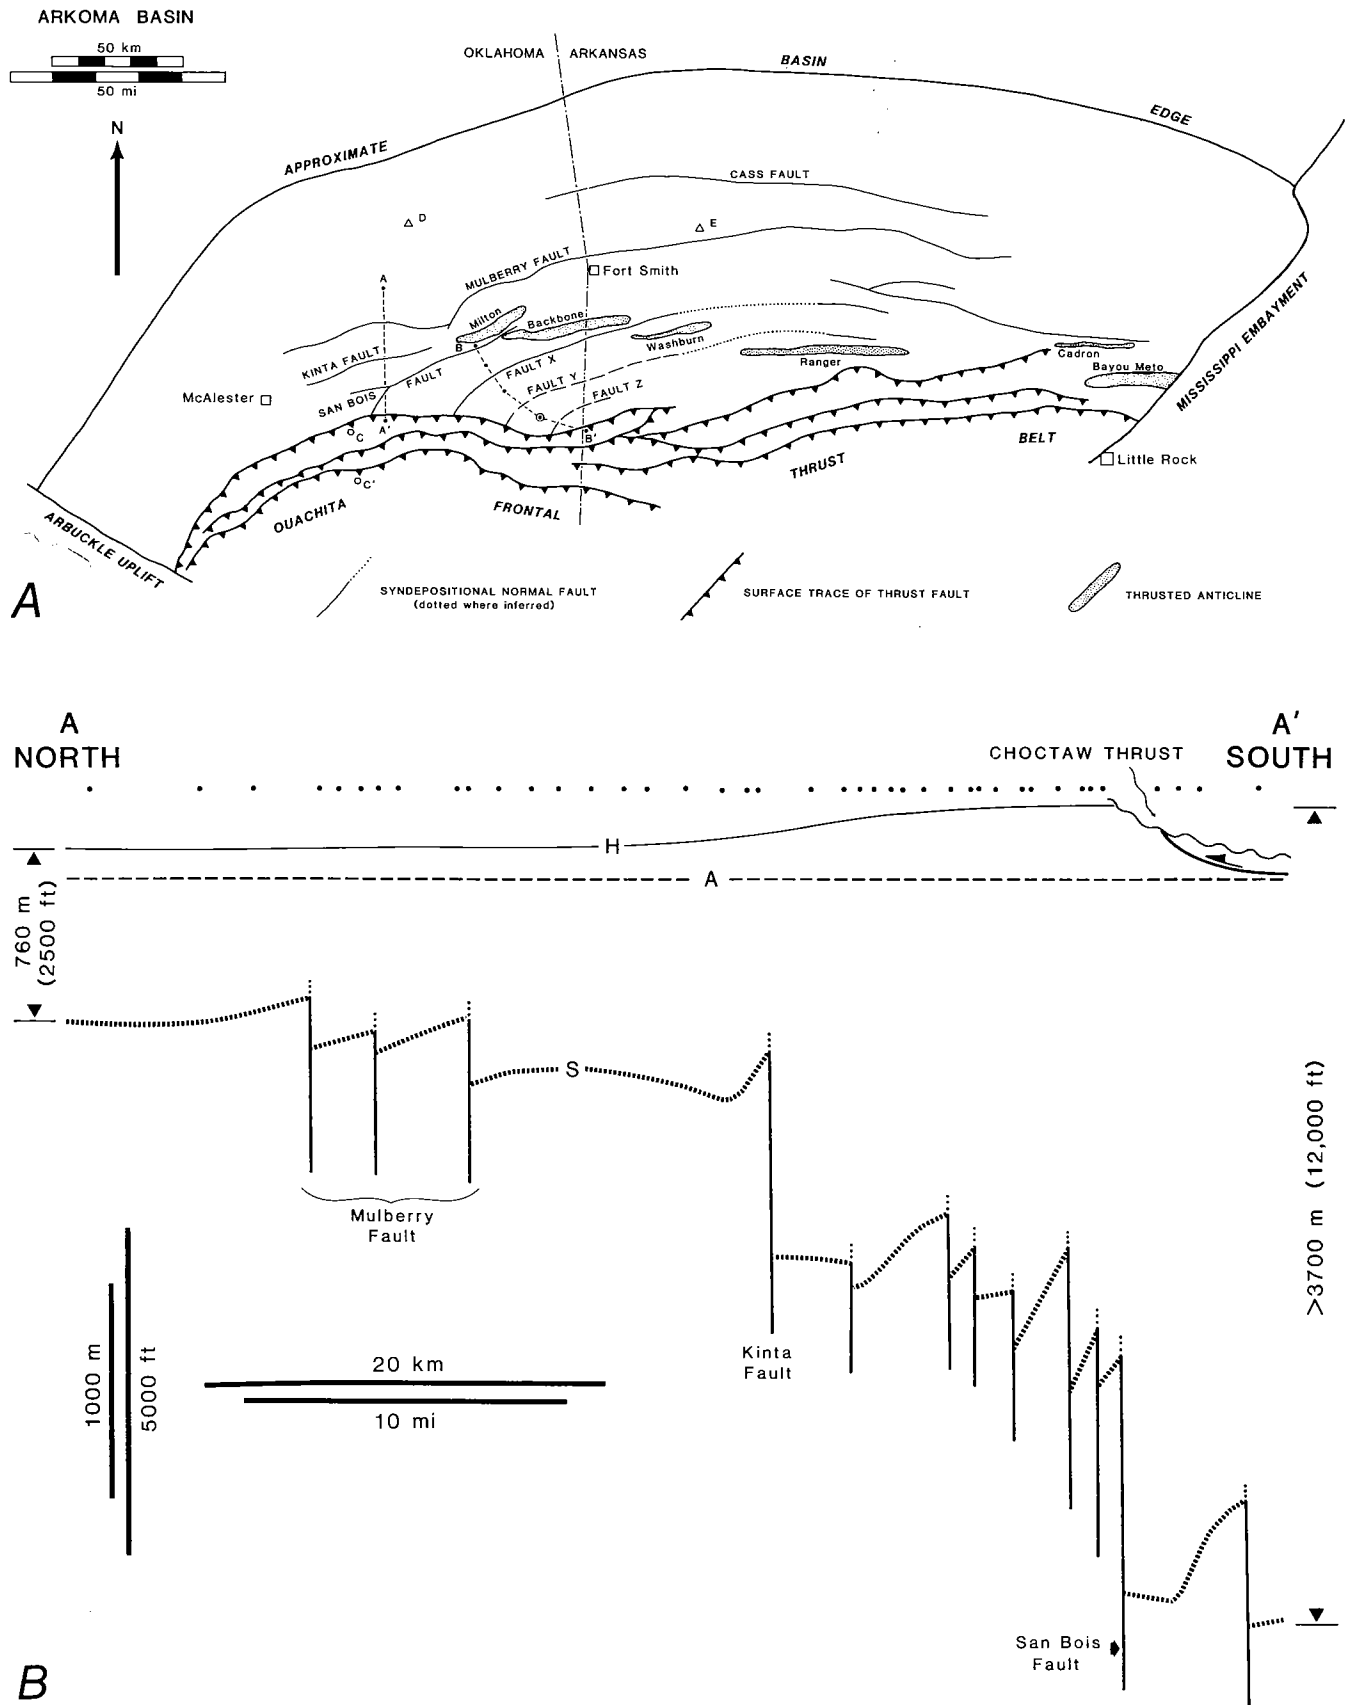 ARKOMA BASIN
50 km
50 mi
N
OKLAHOMA ARKANSAS
BASIN
EDGE
APPROXIMATE
CASS FAULT
D
E
MULBERRY FAULT
Fort Smith
A
Milton
Backbone
Washburn
B
KINTA FAULT
FAULT X
Ranger
Cadron
Bayou Meto
MISSISSIPPI EMBAYMENT
McAlester
SAN BOIS FAULT
FAULT Y
FAULT Z
C
A'
B'
C'
BELT
Little Rock
THRUST
OUACHITA
FRONTAL
ARBUCKLE UPLIFT
A
SYNDEPOSITIONAL NORMAL FAULT
(dotted where inferred)
SURFACE TRACE OF THRUST FAULT
THRUSTED ANTICLINE
A
NORTH
A'
SOUTH
CHOCTAW THRUST
H
A
760 m
(2500 ft)
S
Mulberry
Fault
>3700 m (12,000 ft)
Kinta
Fault
1000 m
5000 ft
20 km
10 mi
San Bois
Fault
B